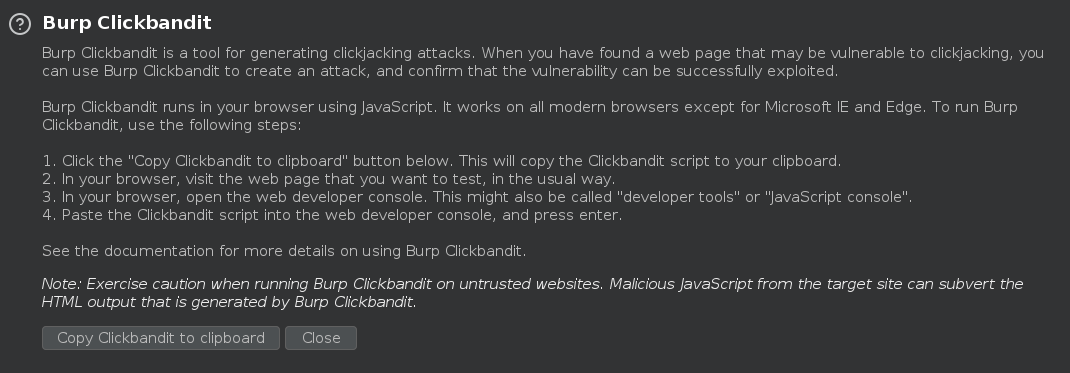 Burp Clickbandit
Burp Clickbandit is a tool for generating clickjacking attacks. When you have found a web page that may be vulnerable to clickjacking, you
can use Burp Clickbandit to create an attack, and confirm that the vulnerability can be successfully exploited.
Burp Clickbandit runs in your browser using JavaScript. It works on all modern browsers except for Microsoft IE and Edge. To run Burp
Clickbandit, use the following steps:
1. Click the "Copy Clickbandit to clipboard" button below. This will copy the Clickbandit script to your clipboard.
2. In your browser, visit the web page that you want to test, in the usual way.
3. In your browser, open the web developer console. This might also be called "developer tools" or "JavaScript console".
4. Paste the Clickbandit script into the web developer console, and press enter.
See the documentation for more details on using Burp Clickbandit.
Note: Exercise caution when running Burp Clickbandit on untrusted websites. Malicious JavaScript from the target site can subvert the
HTML output that is generated by Burp Clickbandit.
Copy Clickbandit to clipboard Close